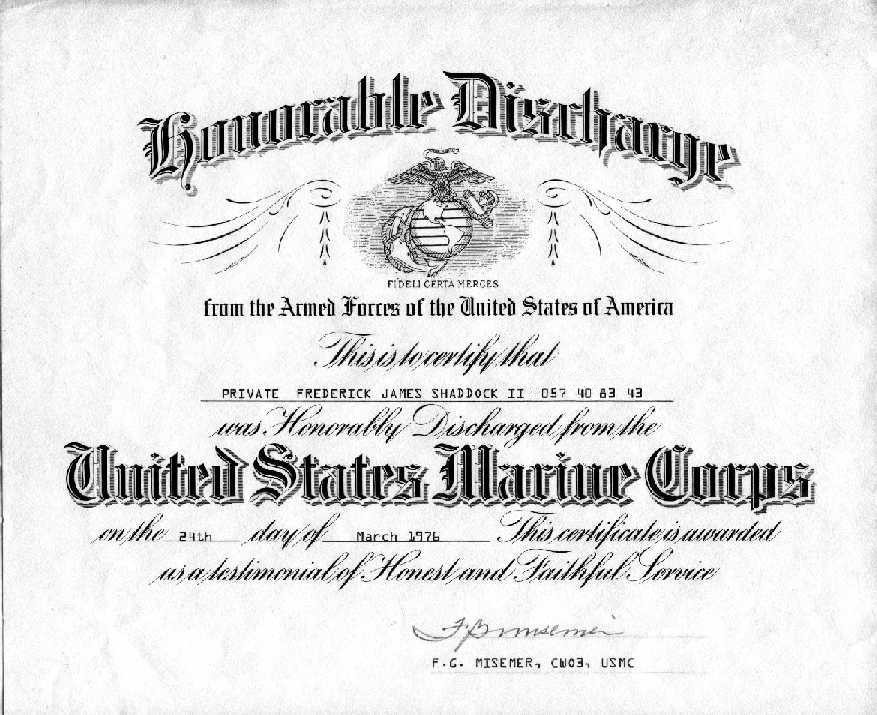 Honorable Discharge
FIDELI CERTA MERCES
from the Armed Forces of the United States of America
This is to certify that
PRIVATE FREDERICK JAMES SHADDOCK II 057 40 83 43
was Honorably Discharged from the
United States Marine Corps
on the 24th day of March 1976 This certificate is awarded
as a testimonial of Honest and Faithful Service
F.G. MISEMER, CWO3, USMC